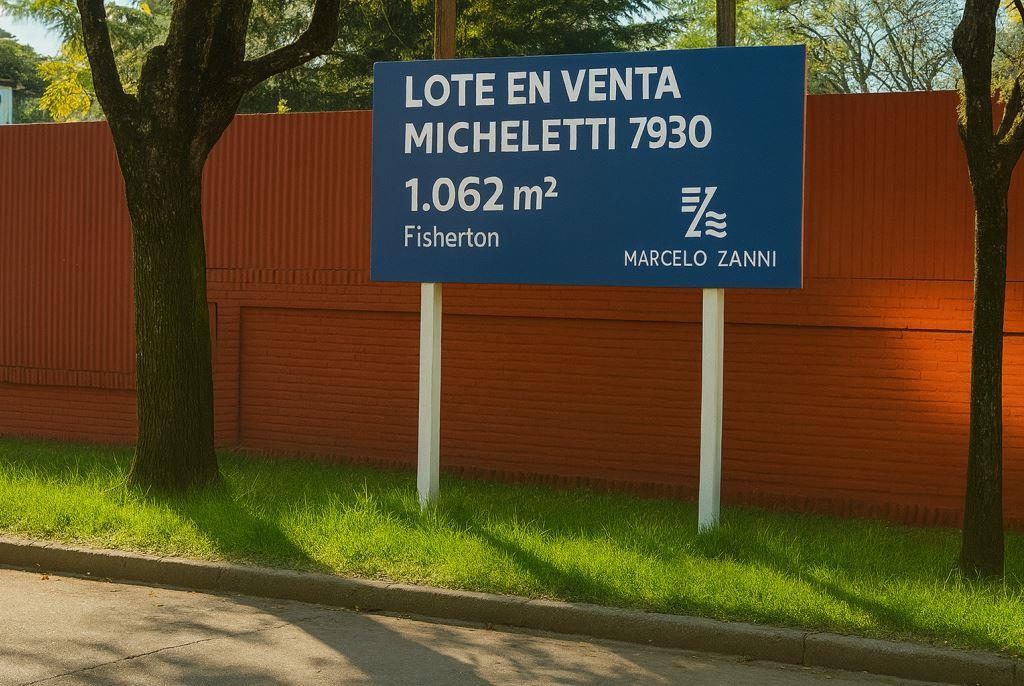 LOTE EN VENTA
MICHELETTI 7930
1.062 m²
Fisherton
MARCELO ZANNI